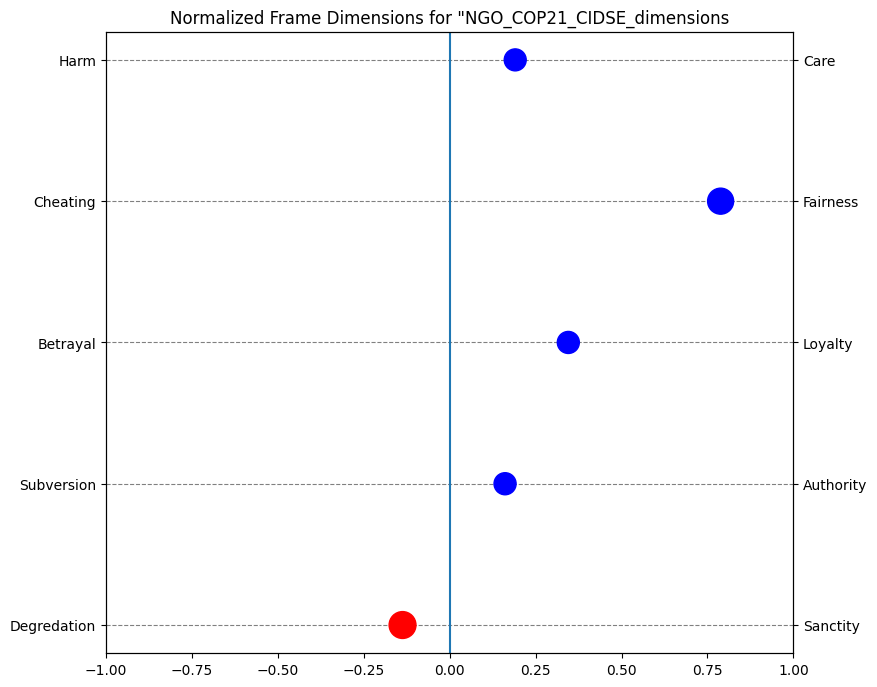 Normalized Frame Dimensions for "NGO_COP21_CIDSE_dimensions
Harm Care
Cheating Fairness
Betrayal Loyalty
Subversion Authority
Degredation Sanctity
−1.00 −0.75 −0.50 −0.25 0.00 0.25 0.50 0.75 1.00